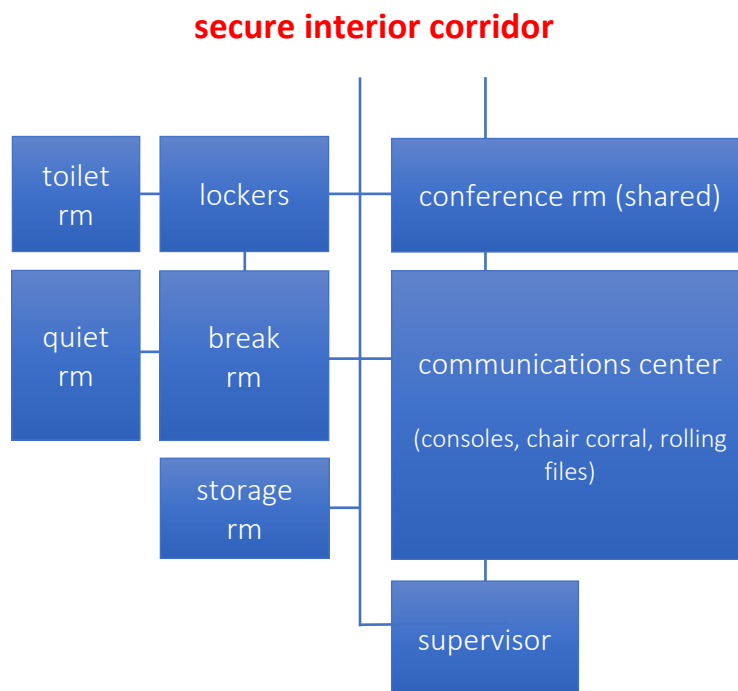 secure interior corridor
toilet
rm
lockers
conference rm (shared)
quiet
rm
break
rm
communications center
(consoles, chair corral, rolling
files)
storage
rm
supervisor